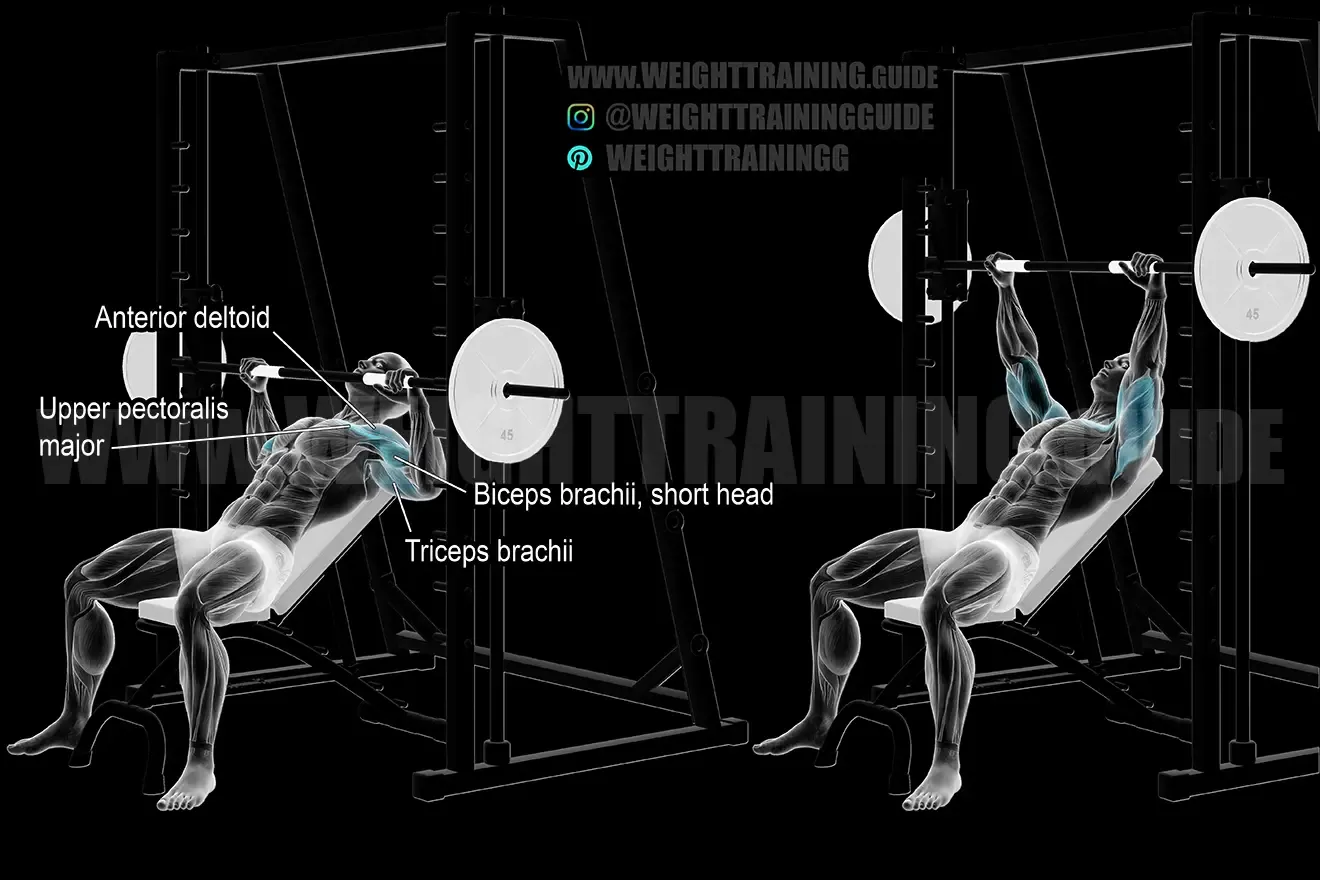 WWW.WEIGHTTRAINING.GUIDE
@WEIGHTTRAININGGUIDE
WEIGHTTRAININGG
Anterior deltoid
Upper pectoralis
major
WWW.WEIGHTTRAINING.GUIDE
Biceps brachii, short head
Triceps brachii
45
45